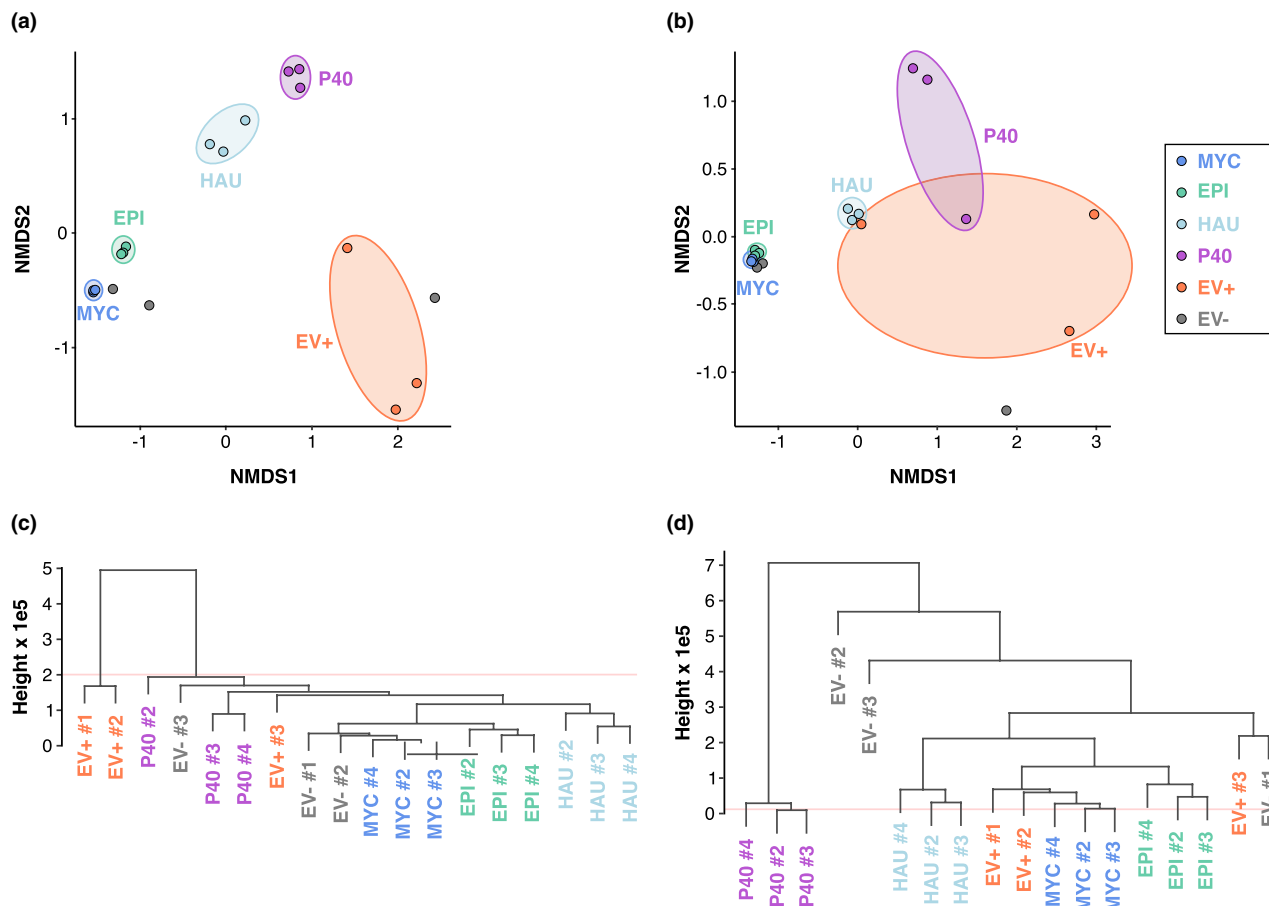 (a)
(b)
P40
HAU
EPI
MYC
EV+
1
0
-1
NMDS2
-1
0
1
2
NMDS1
P40
HAU
EPI
MYC
EV+
1.0
0.5
0.0
-0.5
-1.0
NMDS2
-1
0
1
2
3
NMDS1
MYC
EPI
HAU
P40
EV+
EV-
(c)
(d)
5
4
3
2
1
0
Height x 1e5
EV+ #1
EV+ #2
P40 #2
EV- #3
P40 #3
P40 #4
EV+ #3
EV- #1
EV- #2
MYC #4
MYC #2
MYC #3
EPI #2
EPI #3
EPI #4
HAU #2
HAU #3
HAU #4
7
6
5
4
3
2
1
0
Height x 1e5
P40 #4
P40 #2
P40 #3
EV- #2
EV- #3
HAU #4
HAU #2
HAU #3
EV+ #1
EV+ #2
MYC #4
MYC #2
MYC #3
EPI #4
EPI #2
EPI #3
EV+ #3
EV- #1